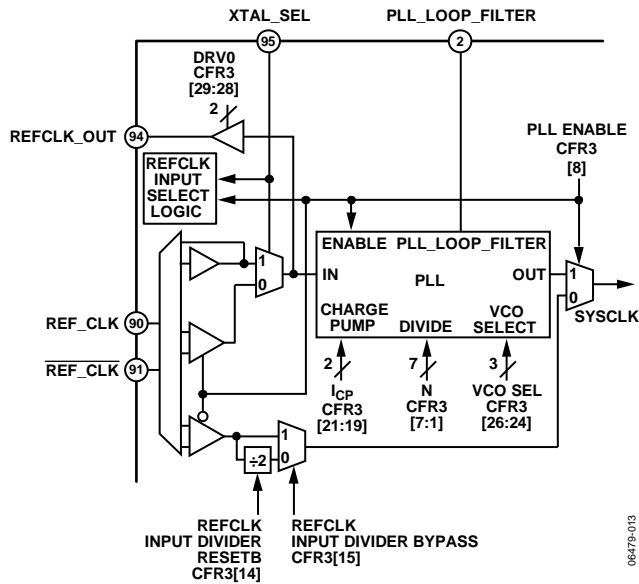 XTAL_SEL
PLL_LOOP_FILTER
95
2
DRV0
CFR3
[29:28]
2
REFCLK_OUT
94
PLL ENABLE
CFR3
[8]
REFCLK
INPUT
SELECT
LOGIC
ENABLE PLL_LOOP_FILTER
1
0
IN
PLL
OUT
1
0
SYSCLK
CHARGE
PUMP
DIVIDE
VCO
SELECT
REF_CLK
90
REF_CLK
91
2
7
3
ICP
CFR3
[21:19]
N
CFR3
[7:1]
VCO SEL
CFR3
[26:24]
1
÷2
0
REFCLK
INPUT DIVIDER
RESETB
CFR3[14]
REFCLK
INPUT DIVIDER BYPASS
CFR3[15]
06479-013